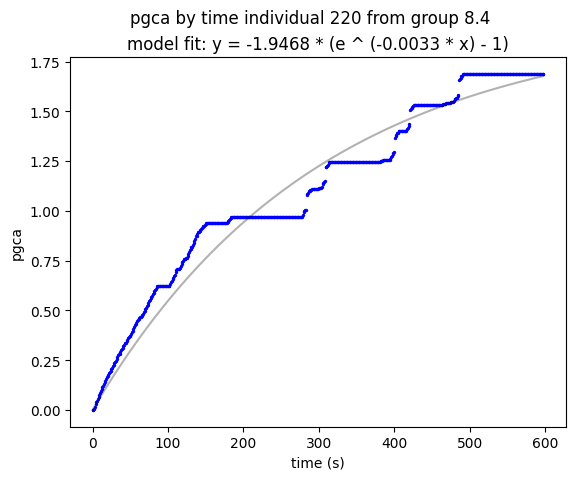 pgca by time individual 220 from group 8.4
model fit: y = -1.9468 * (e ^ (-0.0033 * x) - 1)
1.75
1.50
1.25
1.00
0.75
0.50
0.25
0.00
pgca
0 100 200 300 400 500 600
time (s)